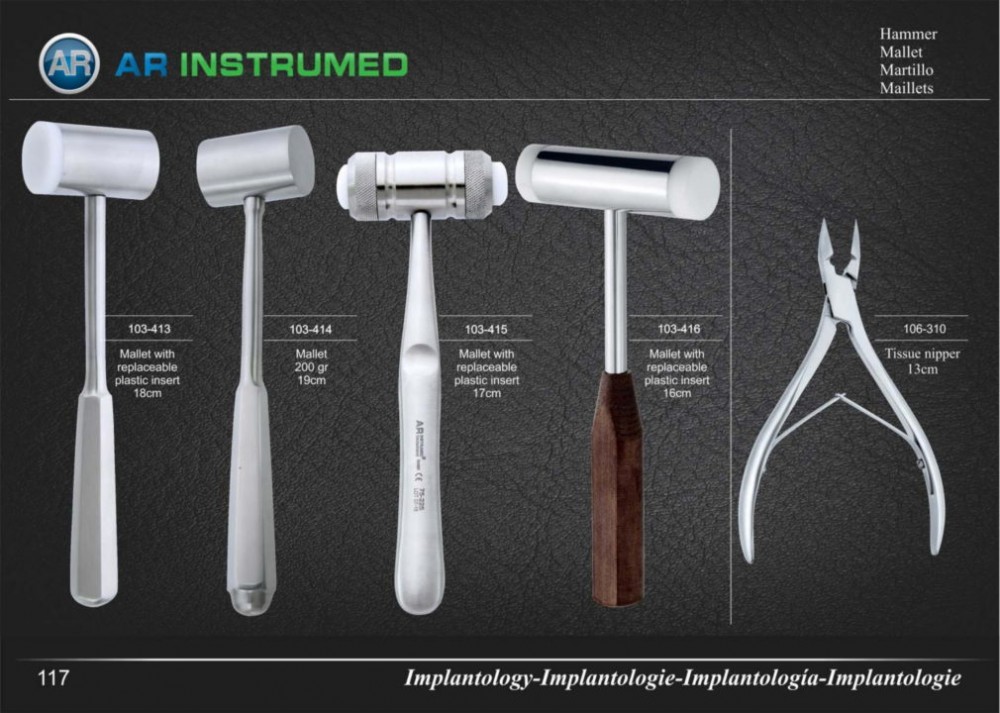 AR AR INSTRUMED
Hammer
Mallet
Martillo
Maillets
103-413
Mallet with
replaceable
plastic insert
18cm
103-414
Mallet
200 gr
19cm
103-415
Mallet with
replaceable
plastic insert
17cm
103-416
Mallet with
replaceable
plastic insert
16cm
106-310
Tissue nipper
13cm
AR
CE
117
Implantology-Implantologie-Implantología-Implantologie